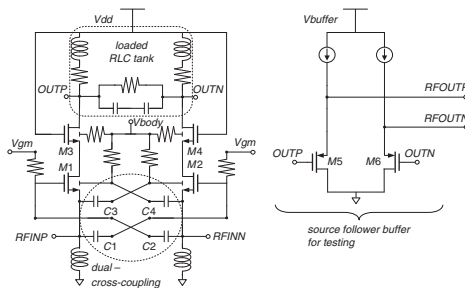 Vdd
Vbuffer
loaded
RLC tank
OUTP
OUTN
RFOUTP
RFOUTN
Vbody
M3
M4
Vgm
Vgm
M1
M2
OUTP
M5
M6
OUTN
C3
C4
RFINP
C1
C2
RFINN
source follower buffer
for testing
dual –
cross-coupling